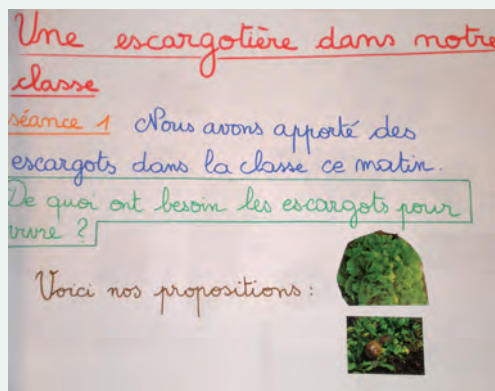 Une escargotière dans notre
classe
séance 1 Nous avons apporté des
escargots dans la classe ce matin.
De quoi ont besoin les escargots pour
vivre ?
Voici nos propositions :